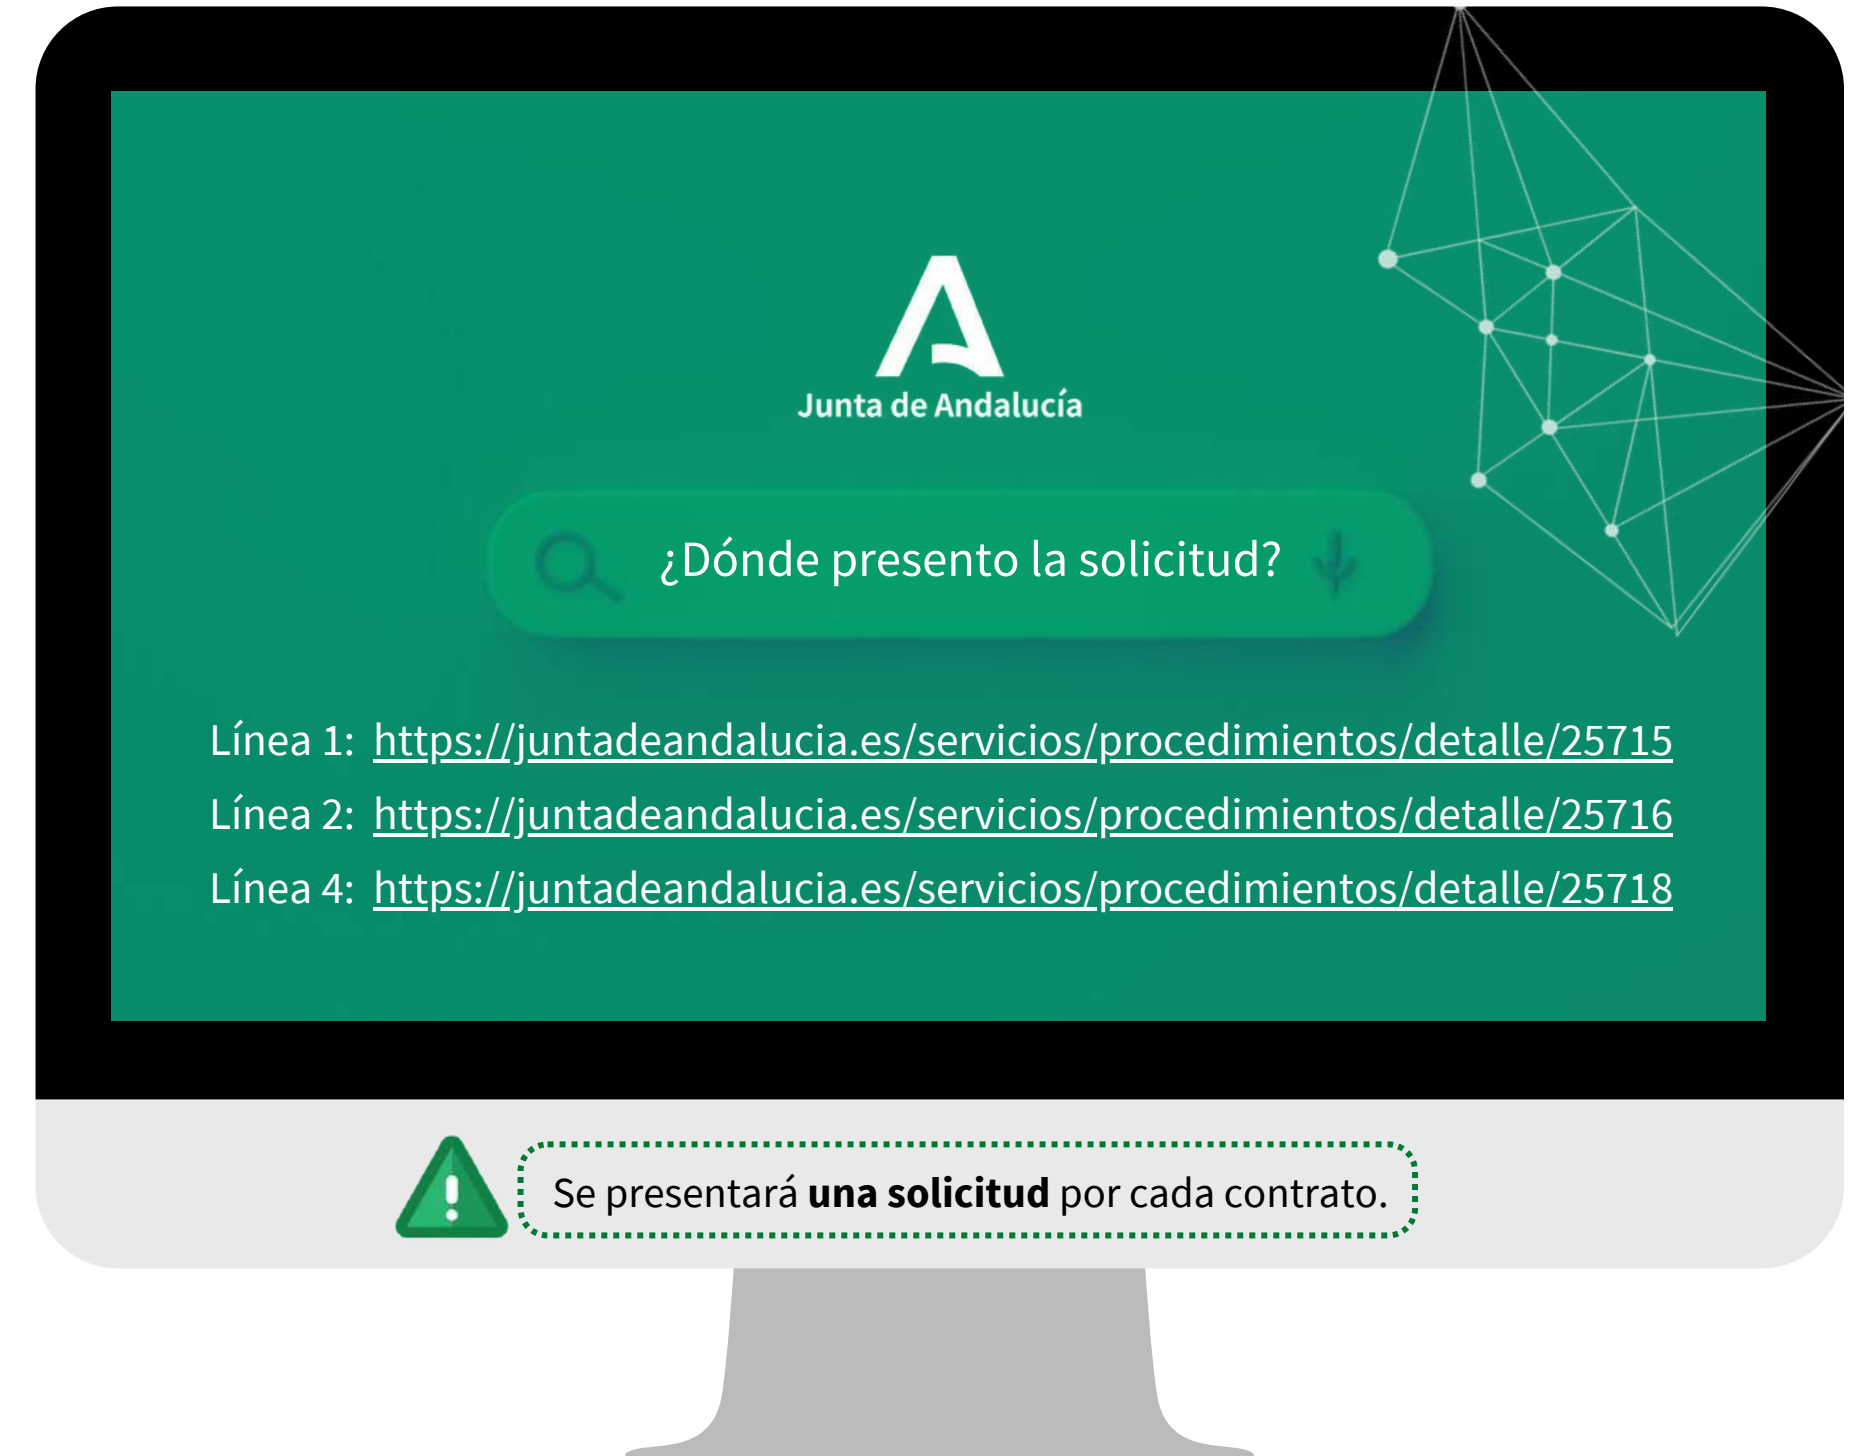 Junta de Andalucía
¿Dónde presento la solicitud?
Línea 1: https://juntadeandalucia.es/servicios/procedimientos/detalle/25715
Línea 2: https://juntadeandalucia.es/servicios/procedimientos/detalle/25716
Línea 4: https://juntadeandalucia.es/servicios/procedimientos/detalle/25718
Se presentará una solicitud por cada contrato.